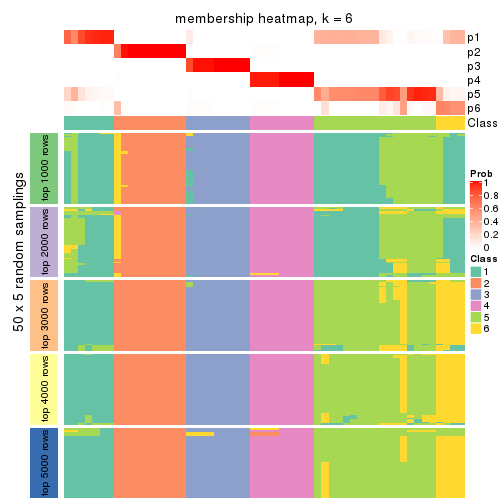 membership heatmap, k = 6
p1
p2
p3
p4
p5
p6
Class
50 x 5 random samplings
top 1000 rows
top 2000 rows
top 3000 rows
top 4000 rows
top 5000 rows
Prob
1
0.8
0.6
0.4
0.2
0
Class
1
2
3
4
5
6